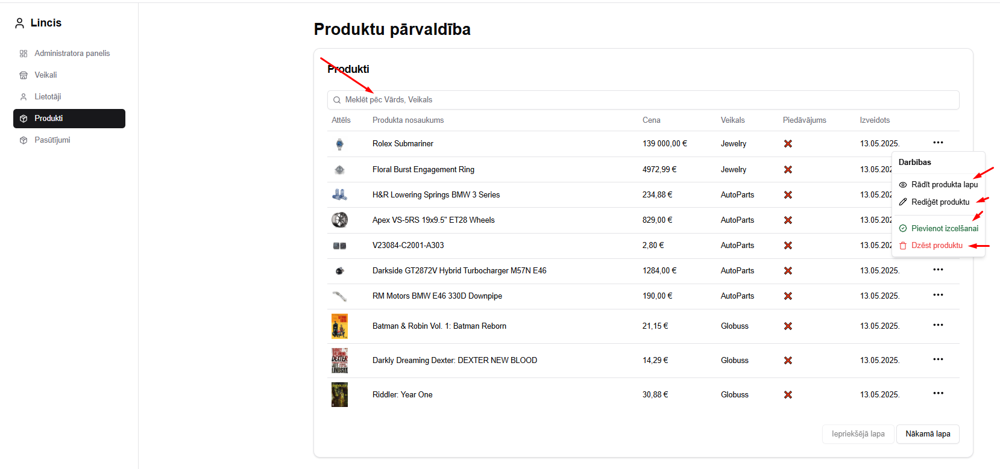 Lincis
Administratora panelis
Veikali
Lietotāji
Produkti
Pasūtījumi
Produktu pārvaldība
Produkti
Meklēt pēc Vārds, Veikals
Attēls Produkta nosaukums Cena Veikals Piedāvājums Izveidots
Rolex Submariner 139 000,00 € Jewelry 13.05.2025.
Floral Burst Engagement Ring 4972,99 € Jewelry 13.05.202
H&R Lowering Springs BMW 3 Series 234,88 € AutoParts 13.05.202
Apex VS-5RS 19x9.5" ET28 Wheels 829,00 € AutoParts 13.05.202
V23084-C2001-A303 2,80 € AutoParts 13.05.202
Darkside GT2872V Hybrid Turbocharger M57N E46 1284,00 € AutoParts 13.05.2025.
RM Motors BMW E46 330D Downpipe 190,00 € AutoParts 13.05.2025.
Batman & Robin Vol. 1: Batman Reborn 21,15 € Globuss 13.05.2025.
DEXTER
Darkly Dreaming Dexter: DEXTER NEW BLOOD 14,29 € Globuss 13.05.2025.
Riddler: Year One 30,88 € Globuss 13.05.2025.
Darbības
Rādīt produkta lapu
Rediģēt produktu
Pievienot izcelšanai
Dzēst produktu
Iepriekšējā lapa Nākamā lapa